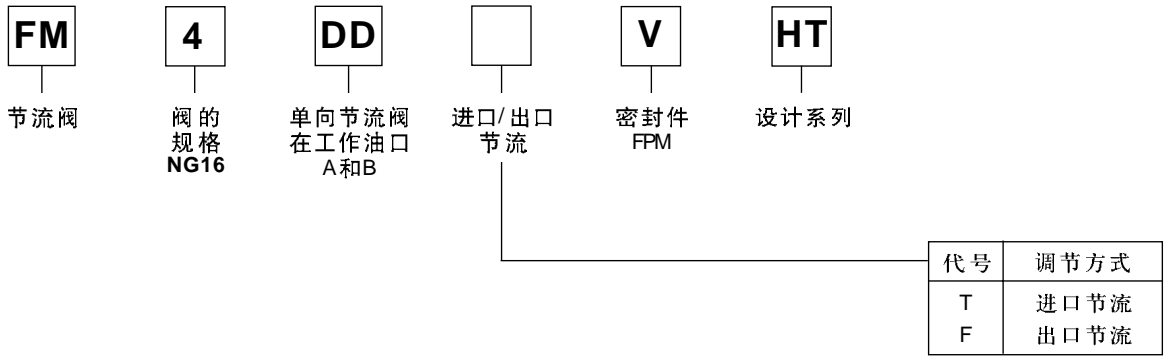 FM 4 DD V HT
节流阀
阀的
规格
NG16
单向节流阀
在工作油口
A和B
进口/出口
节流
密封件
FPM
设计系列
代号 调节方式
T 进口节流
F 出口节流